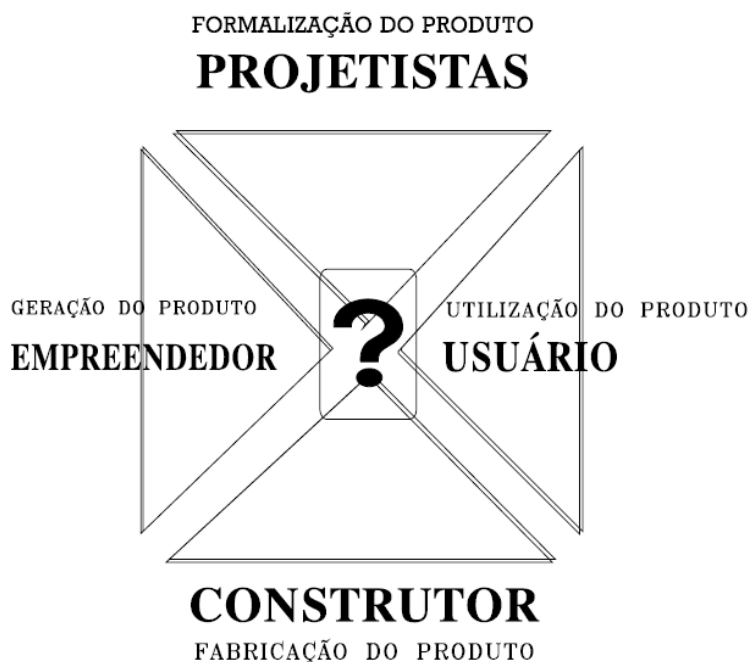 FORMALIZAÇÃO DO PRODUTO
PROJETISTAS
GERAÇÃO DO PRODUTO
EMPREENDEDOR
?
UTILIZAÇÃO DO PRODUTO
USUÁRIO
CONSTRUTOR
FABRICAÇÃO DO PRODUTO